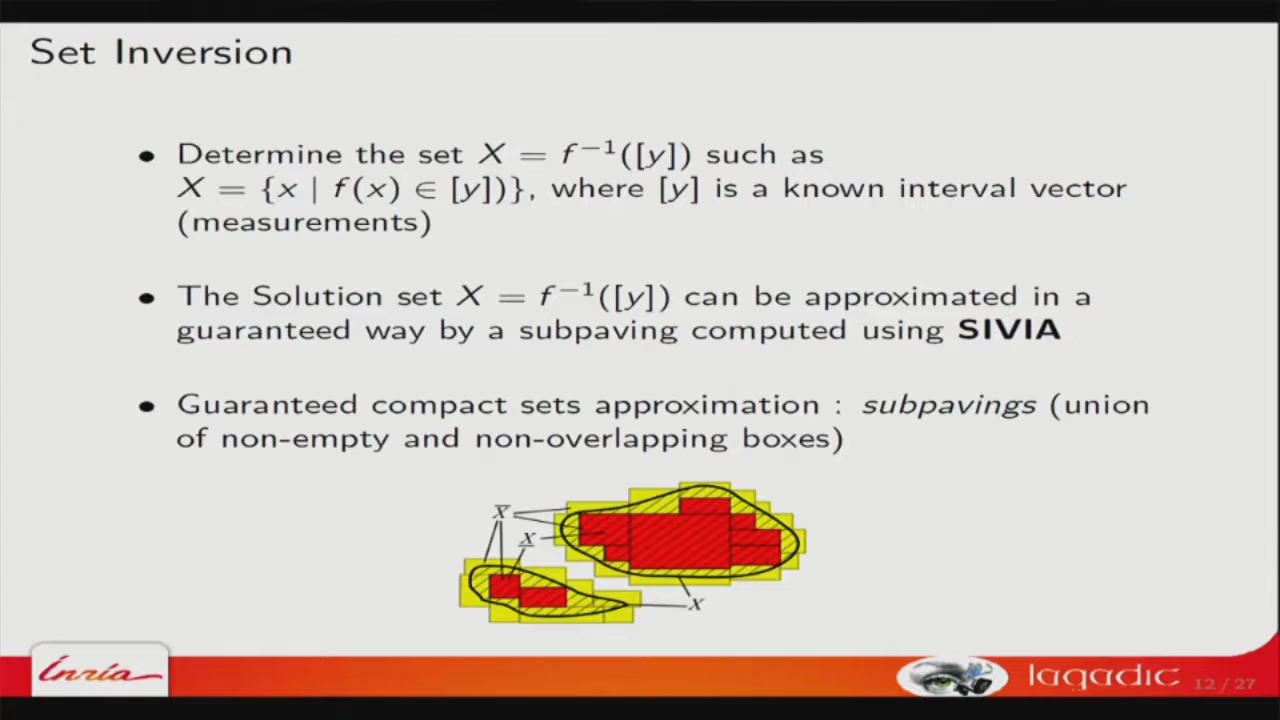 Set Inversion
• Determine the set X = f⁻¹([y]) such as
X = {x | f(x) ∈ [y])}, where [y] is a known interval vector
(measurements)
• The Solution set X = f⁻¹([y]) can be approximated in a
guaranteed way by a subpaving computed using SIVIA
• Guaranteed compact sets approximation : subpavings (union
of non-empty and non-overlapping boxes)
X̅
X̲
X
Inria
lagadic 12 / 27